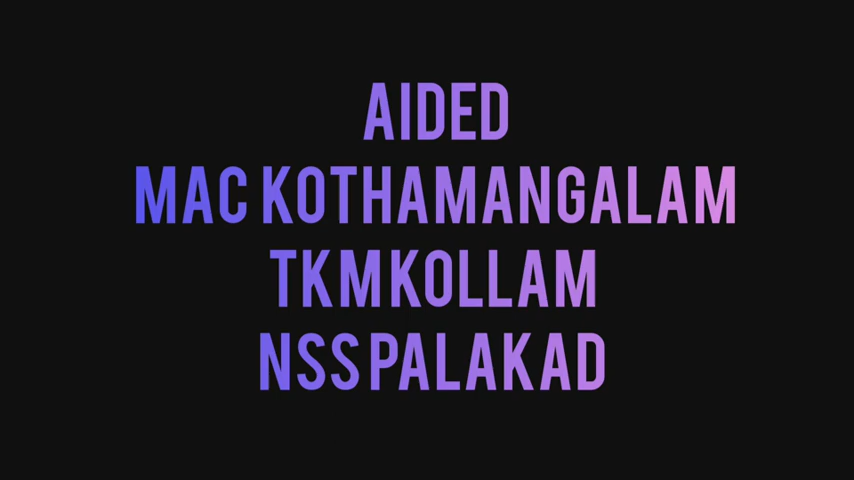 AIDED
MAC KOTHAMANGALAM
TKM KOLLAM
NSS PALAKAD